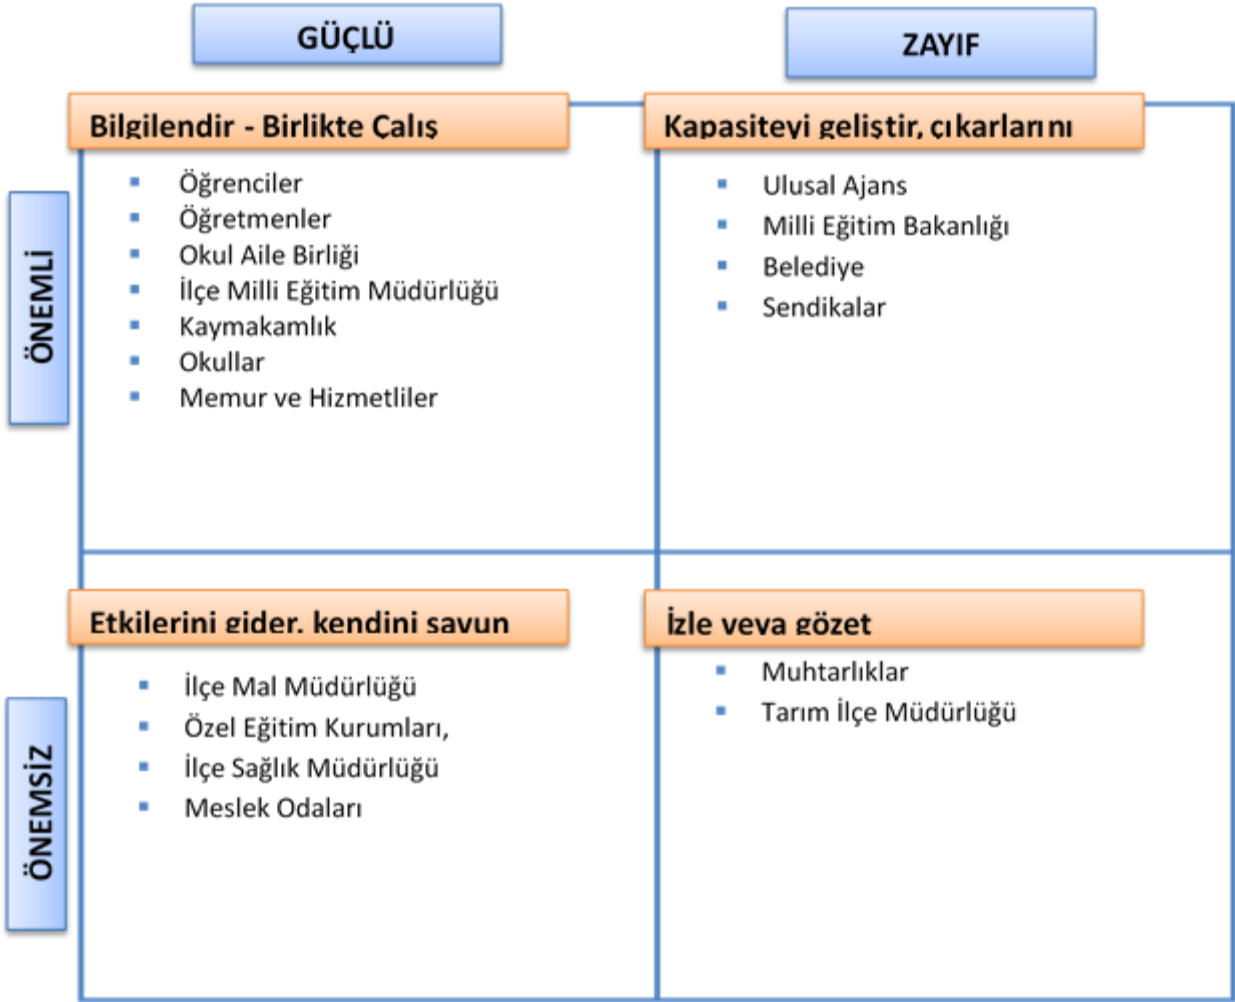 GÜÇLÜ
ZAYIF
ÖNEMLİ
Bilgilendir - Birlikte Çalış
Öğrenciler
Öğretmenler
Okul Aile Birliği
İlçe Milli Eğitim Müdürlüğü
Kaymakamlık
Okullar
Memur ve Hizmetliler
Kapasiteyi geliştir, çıkarlarını
Ulusal Ajans
Milli Eğitim Bakanlığı
Belediye
Sendikalar
ÖNEMSİZ
Etkilerini gider, kendini savun
İlçe Mal Müdürlüğü
Özel Eğitim Kurumları,
İlçe Sağlık Müdürlüğü
Meslek Odaları
İzle veya gözet
Muhtarlıklar
Tarım İlçe Müdürlüğü